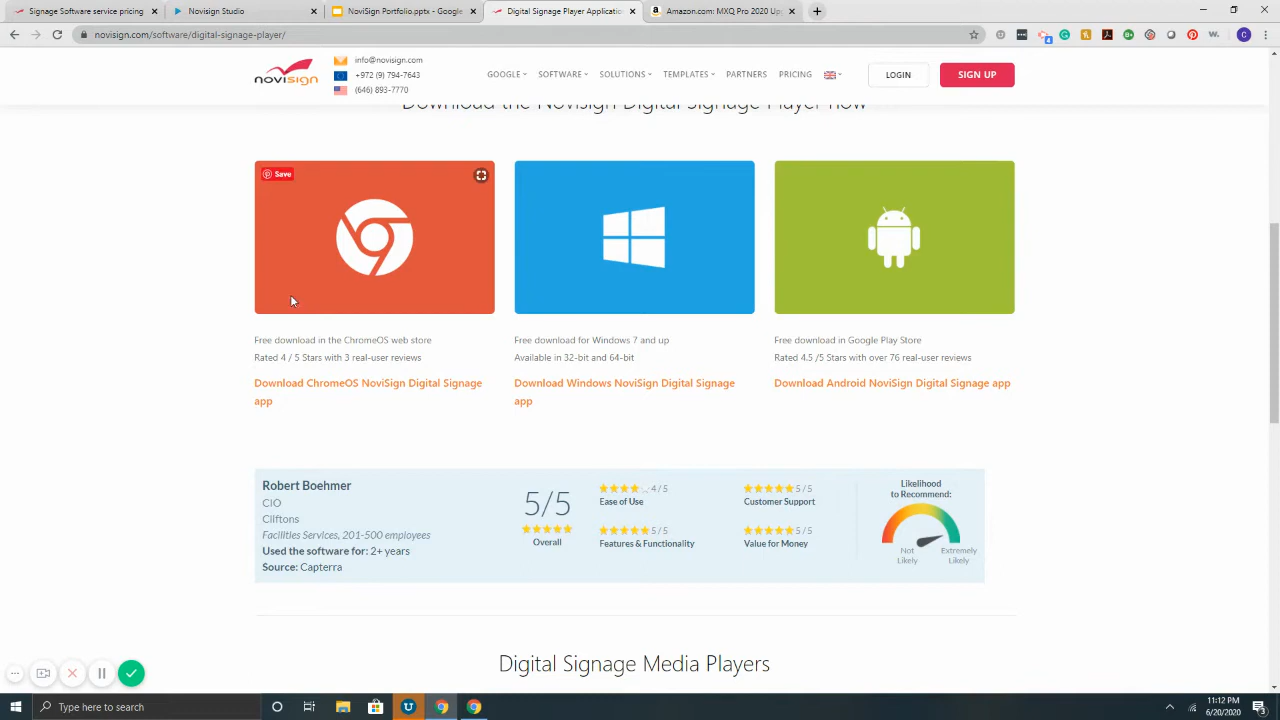 Signage Software service pricing
Novisign Studio
NoviSign Portfolio.pptx - Google
Digital Signage Player Applicatio
Amazon.com: MXQ Pro 2020 Up
novisign.com/software/digital-signage-player/
novisign
info@novisign.com
+972 (9) 794-7643
(646) 893-7770
GOOGLE
SOFTWARE
SOLUTIONS
TEMPLATES
PARTNERS
PRICING
LOGIN
SIGN UP
Download the NoviSign Digital Signage Player now
Save
Free download in the ChromeOS web store
Rated 4 / 5 Stars with 3 real-user reviews
Download ChromeOS NoviSign Digital Signage
app
Free download for Windows 7 and up
Available in 32-bit and 64-bit
Download Windows NoviSign Digital Signage
app
Free download in Google Play Store
Rated 4.5 /5 Stars with over 76 real-user reviews
Download Android NoviSign Digital Signage app
Robert Boehmer
CIO
Cliftons
Facilities Services, 201-500 employees
Used the software for: 2+ years
Source: Capterra
5/5
Overall
4 / 5
Ease of Use
5 / 5
Features & Functionality
5 / 5
Customer Support
5 / 5
Value for Money
Likelihood
to Recommend:
Not
Likely
Extremely
Likely
Digital Signage Media Players
Type here to search
11:12 PM
6/20/2020